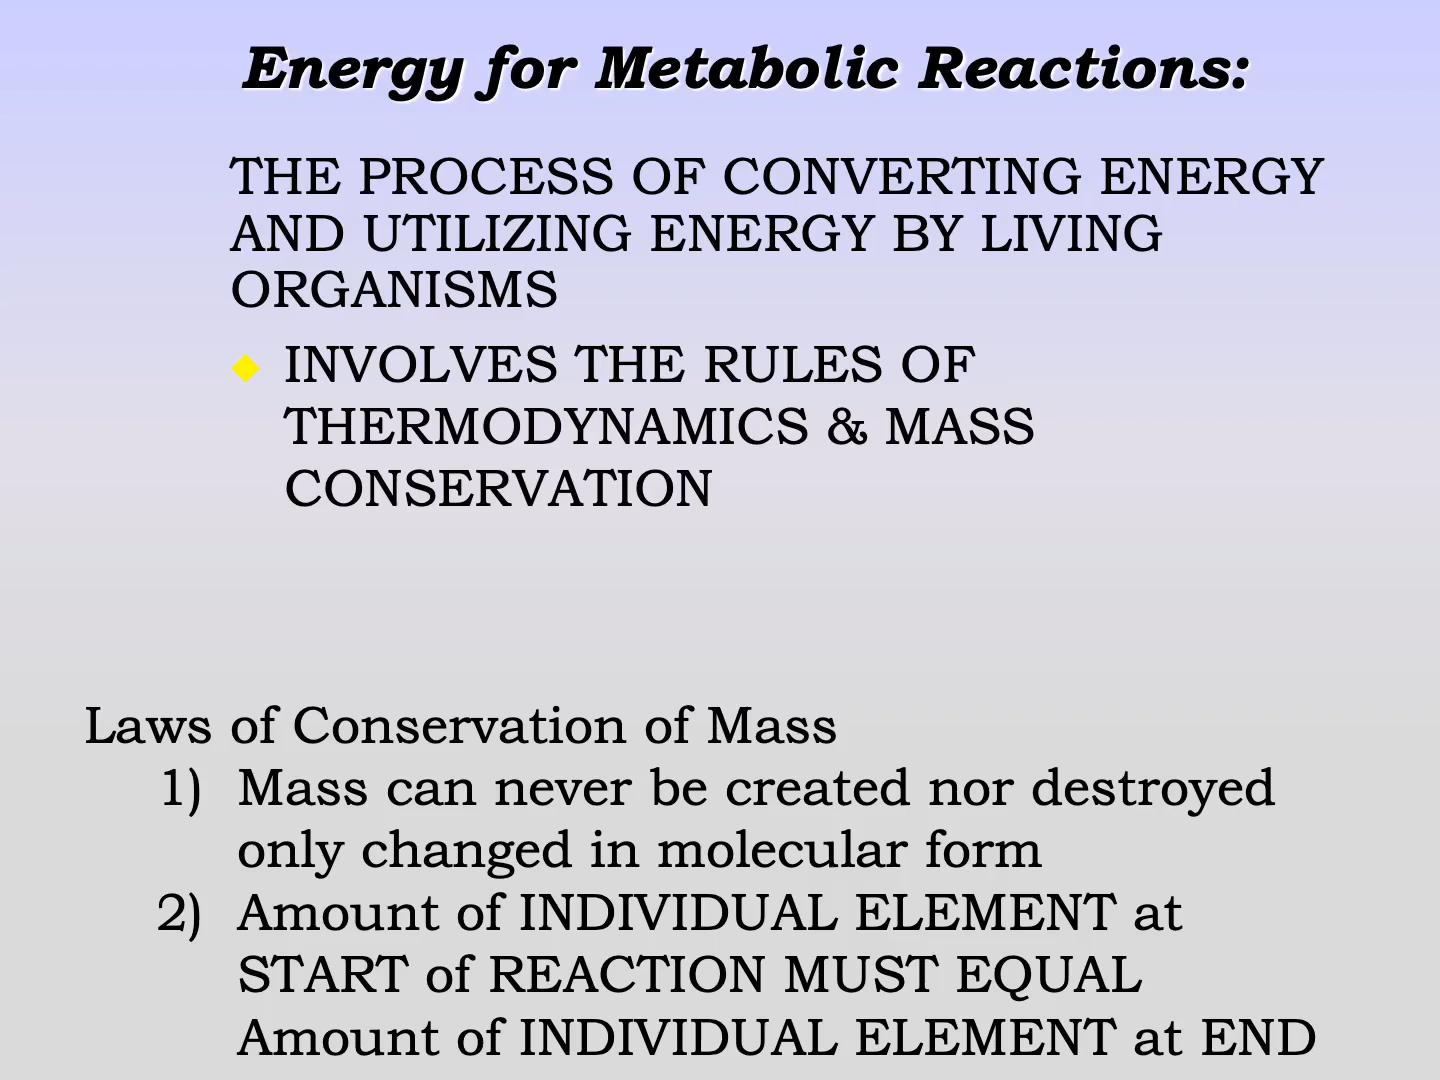 Energy for Metabolic Reactions:
THE PROCESS OF CONVERTING ENERGY
AND UTILIZING ENERGY BY LIVING
ORGANISMS
◆ INVOLVES THE RULES OF
THERMODYNAMICS & MASS
CONSERVATION
Laws of Conservation of Mass
1) Mass can never be created nor destroyed
only changed in molecular form
2) Amount of INDIVIDUAL ELEMENT at
START of REACTION MUST EQUAL
Amount of INDIVIDUAL ELEMENT at END